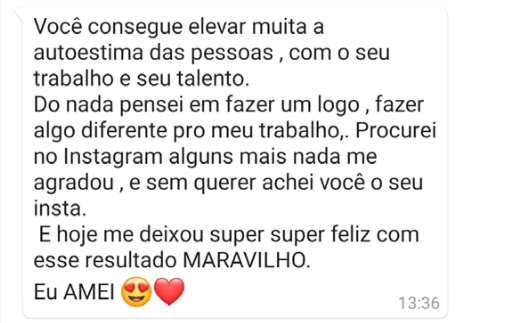 Você consegue elevar muita a
autoestima das pessoas , com o seu
trabalho e seu talento.
Do nada pensei em fazer um logo , fazer
algo diferente pro meu trabalho,. Procurei
no Instagram alguns mais nada me
agradou , e sem querer achei você o seu
insta.
E hoje me deixou super super feliz com
esse resultado MARAVILHO.
Eu AMEI 😍❤️
13:36